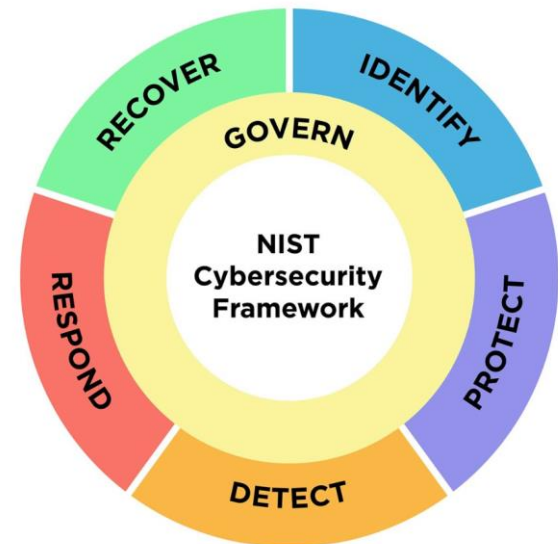 RECOVER
IDENTIFY
GOVERN
NIST
Cybersecurity
Framework
RESPOND
PROTECT
DETECT